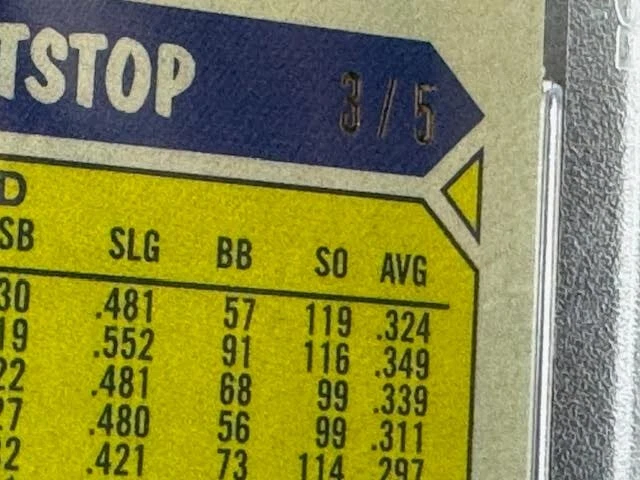 TSTOP 3/5
D
SB SLG BB SO AVG
30 .481 57 119 .324
19 .552 91 116 .349
22 .481 68 99 .339
27 .480 56 99 .311
.421 73 114 .297